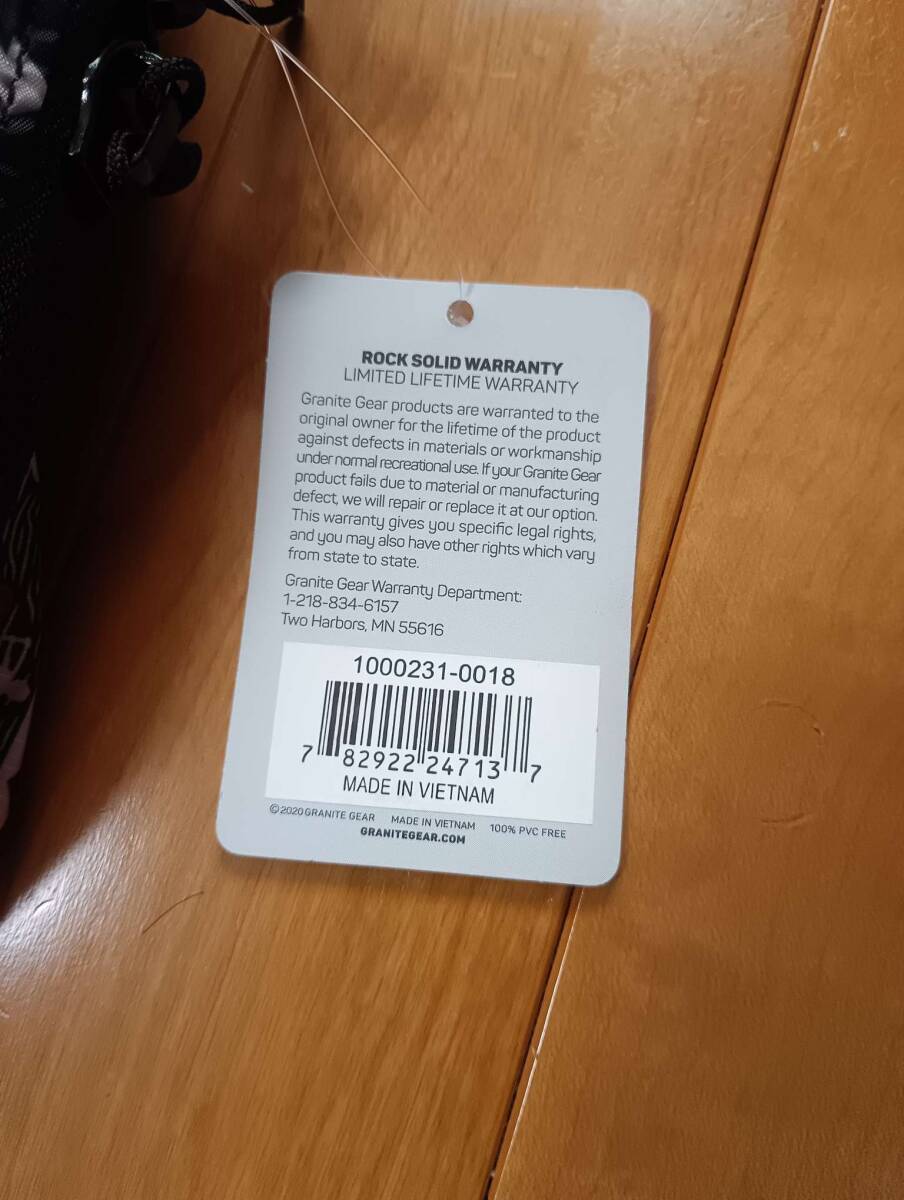 ROCK SOLID WARRANTY
LIMITED LIFETIME WARRANTY
Granite Gear products are warranted to the
original owner for the lifetime of the product
against defects in materials or workmanship
under normal recreational use. If your Granite Gear
product fails due to material or manufacturing
defect, we will repair or replace it at our option.
This warranty gives you specific legal rights,
and you may also have other rights which vary
from state to state.
Granite Gear Warranty Department:
1-218-834-6157
Two Harbors, MN 55616
1000231-0018
7 82922 24713 7
MADE IN VIETNAM
©2020 GRANITE GEAR MADE IN VIETNAM 100% PVC FREE
GRANITEGEAR.COM